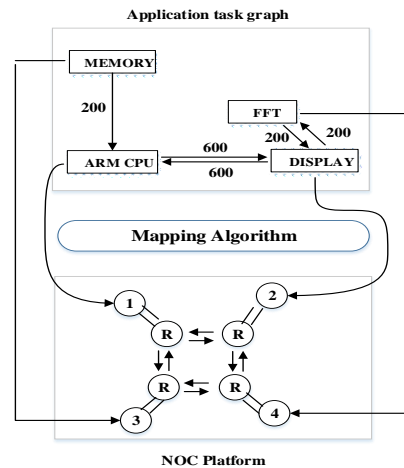 Application task graph
MEMORY
FFT
200
200
200
600
ARM CPU
DISPLAY
600
Mapping Algorithm
1
2
R
R
R
R
3
4
NOC Platform